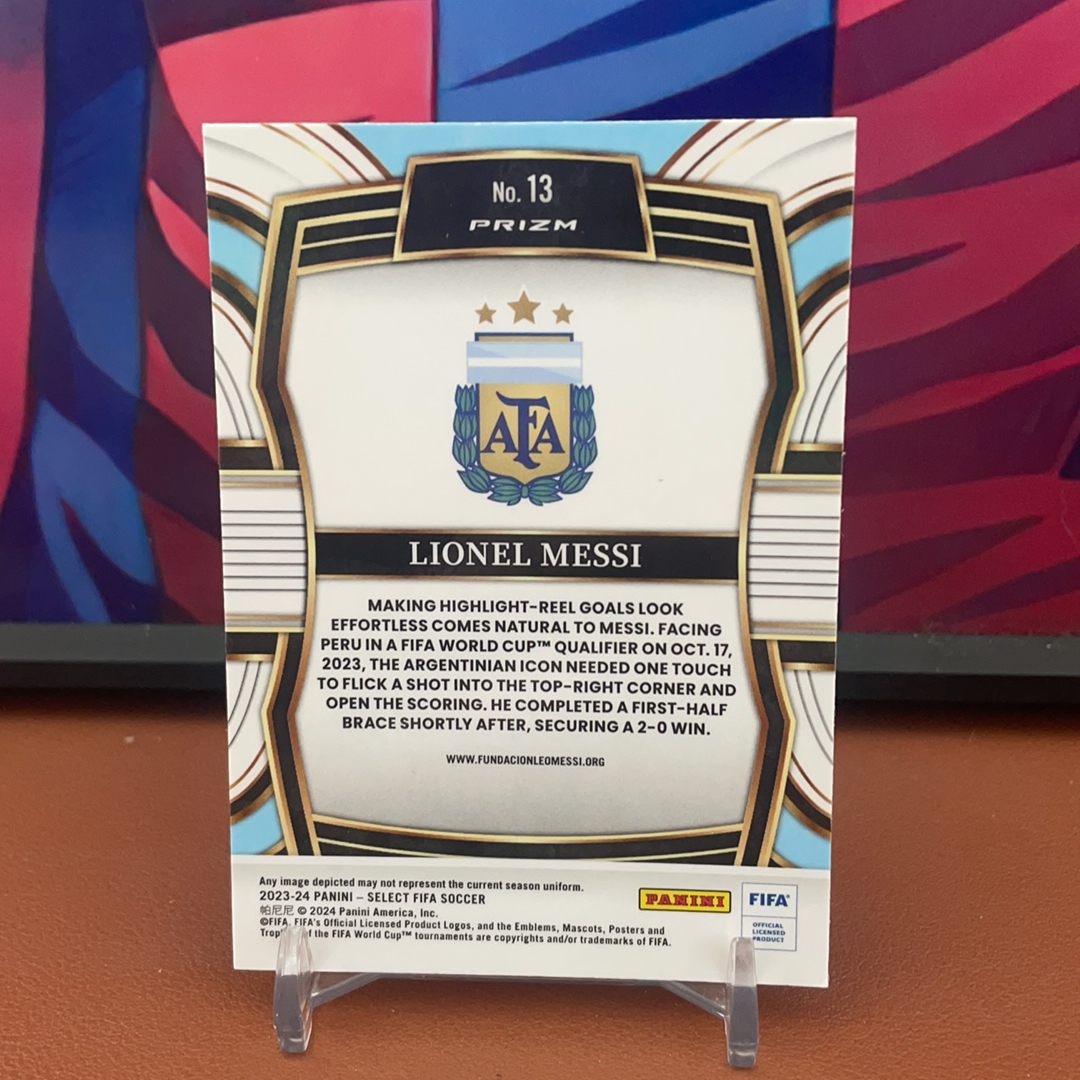 No. 13
PRIZM
AFA
LIONEL MESSI
MAKING HIGHLIGHT-REEL GOALS LOOK
EFFORTLESS COMES NATURAL TO MESSI. FACING
PERU IN A FIFA WORLD CUP™ QUALIFIER ON OCT. 17,
2023, THE ARGENTINIAN ICON NEEDED ONE TOUCH
TO FLICK A SHOT INTO THE TOP-RIGHT CORNER AND
OPEN THE SCORING. HE COMPLETED A FIRST-HALF
BRACE SHORTLY AFTER, SECURING A 2-0 WIN.
WWW.FUNDACIONLEOMESSI.ORG
Any image depicted may not represent the current season uniform.
2023-24 PANINI – SELECT FIFA SOCCER
帕尼尼 © 2024 Panini America, Inc.
©FIFA, FIFA's Official Licensed Product Logos, and the Emblems, Mascots, Posters and
of the FIFA World Cup™ tournaments are copyrights and/or trademarks of FIFA.
PANINI
FIFA®
OFFICIAL
LICENSED
PRODUCT